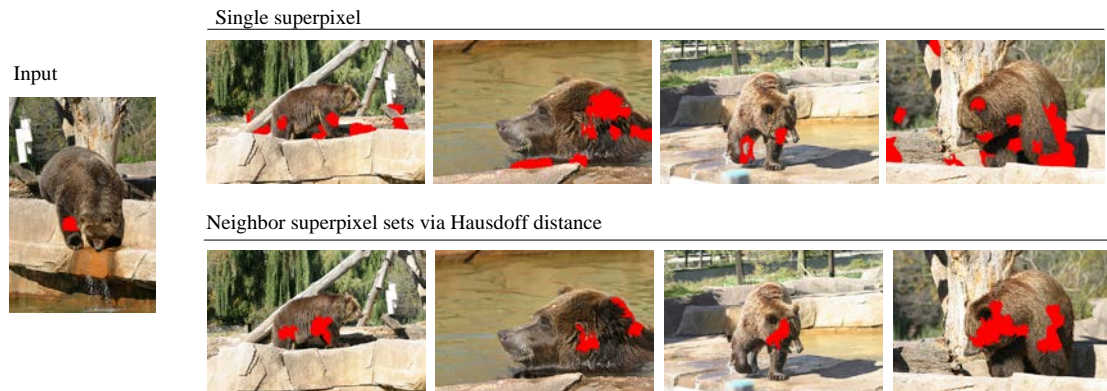 Single superpixel
Input
Neighbor superpixel sets via Hausdoff distance